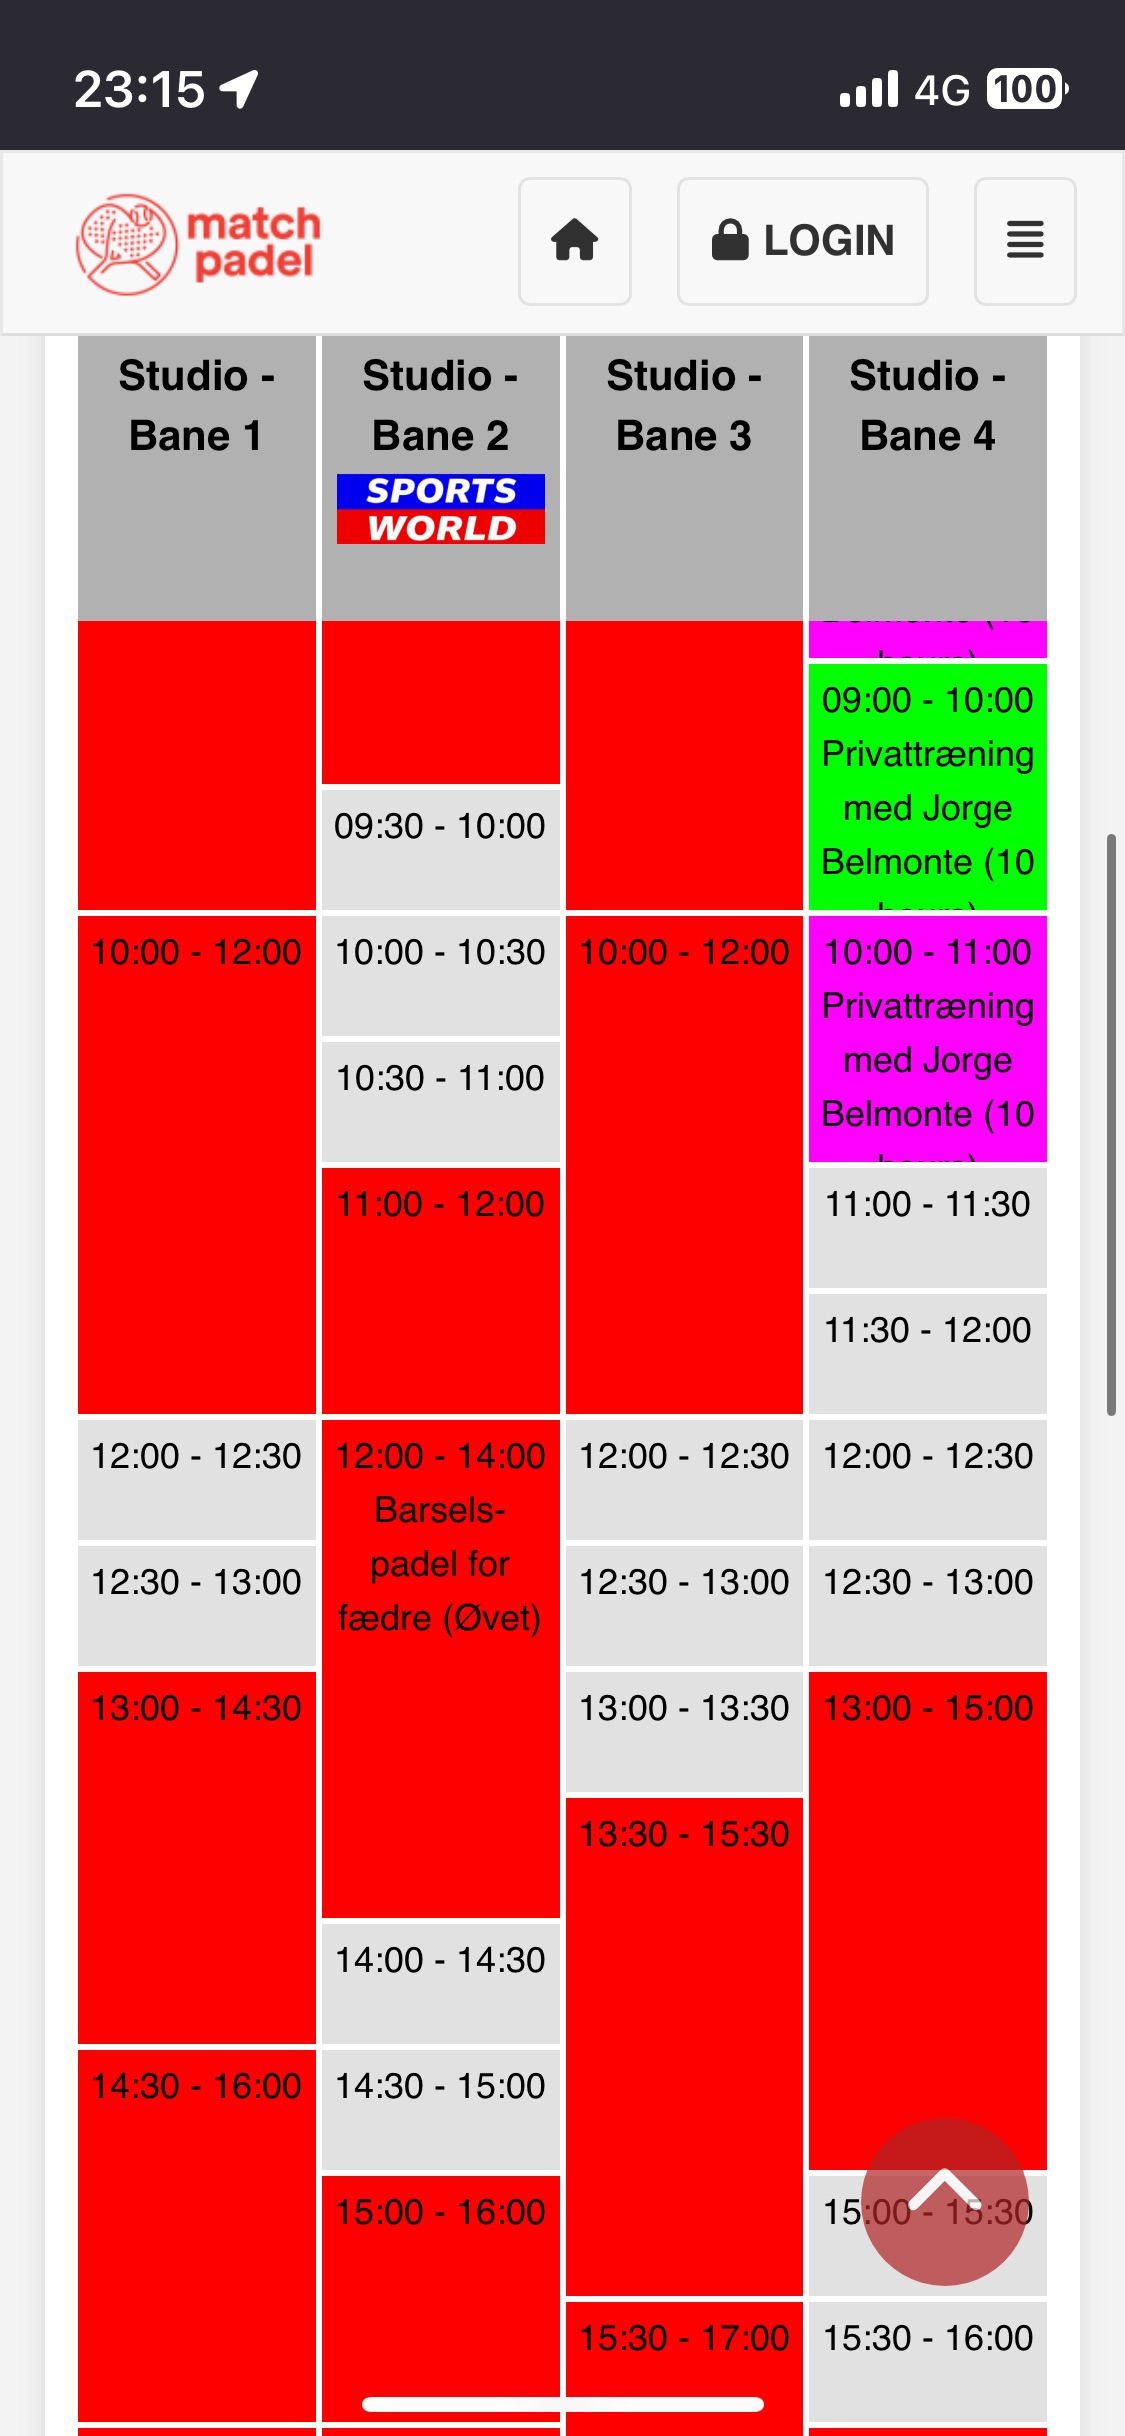 23:15
4G 100
match
padel
LOGIN
Studio -
Bane 1
Studio -
Bane 2
SPORTS
WORLD
Studio -
Bane 3
Studio -
Bane 4
10:00 - 12:00
12:00 - 12:30
12:30 - 13:00
13:00 - 14:30
14:30 - 16:00
09:30 - 10:00
10:00 - 10:30
10:30 - 11:00
11:00 - 12:00
12:00 - 14:00
Barsels-
padel for
fædre (Øvet)
14:00 - 14:30
14:30 - 15:00
15:00 - 16:00
10:00 - 12:00
12:00 - 12:30
12:30 - 13:00
13:00 - 13:30
13:30 - 15:30
15:30 - 17:00
Belmonte (10
hours)
09:00 - 10:00
Privattræning
med Jorge
Belmonte (10
hours)
10:00 - 11:00
Privattræning
med Jorge
Belmonte (10
hours)
11:00 - 11:30
11:30 - 12:00
12:00 - 12:30
12:30 - 13:00
13:00 - 15:00
15:00 - 15:30
15:30 - 16:00